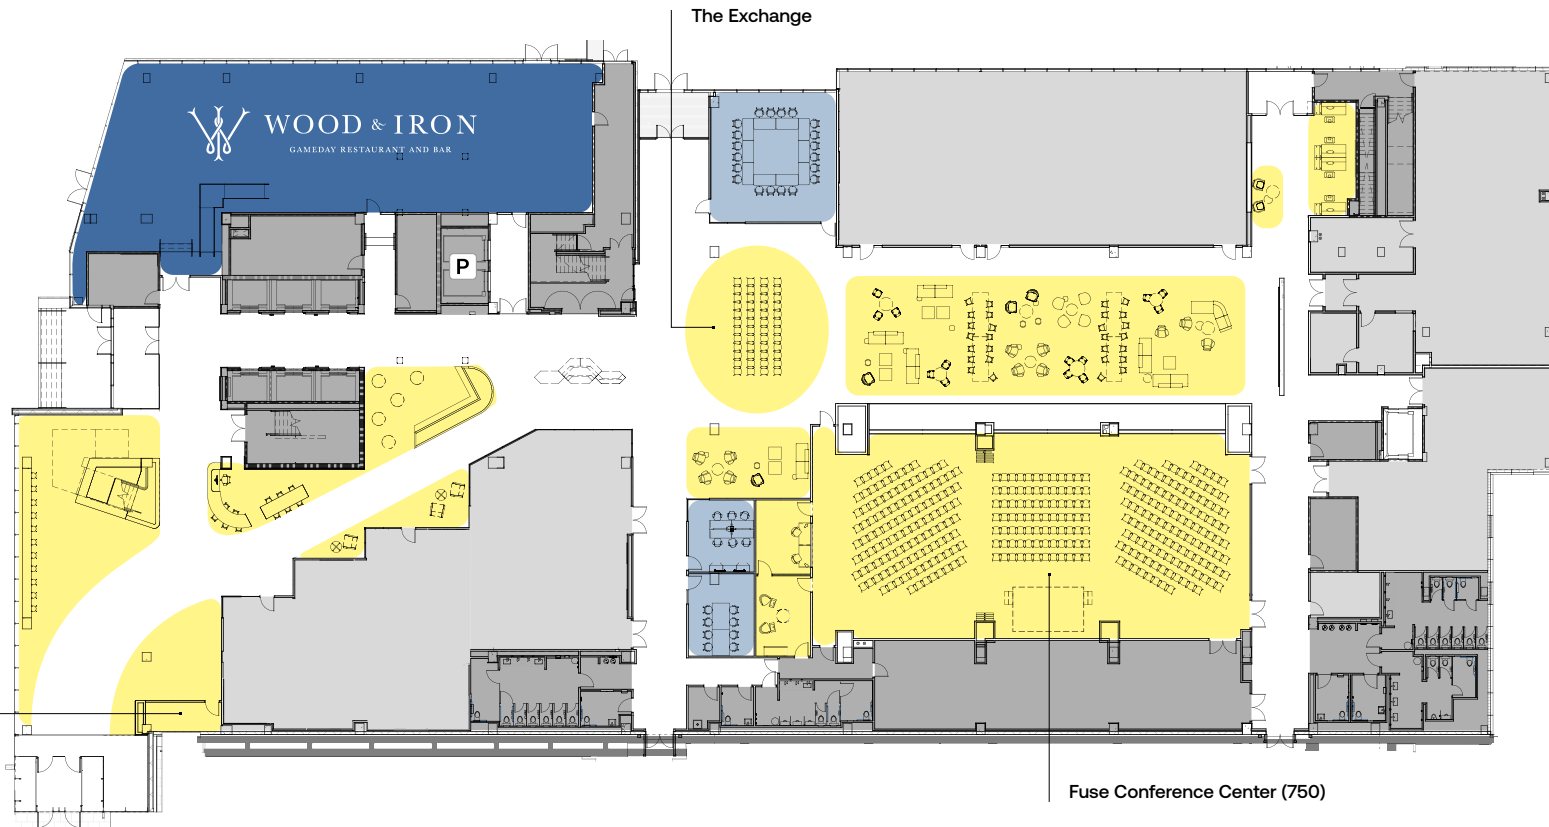 The Exchange
WOOD & IRON
GAMEDAY RESTAURANT AND BAR
P
Fuse Conference Center (750)